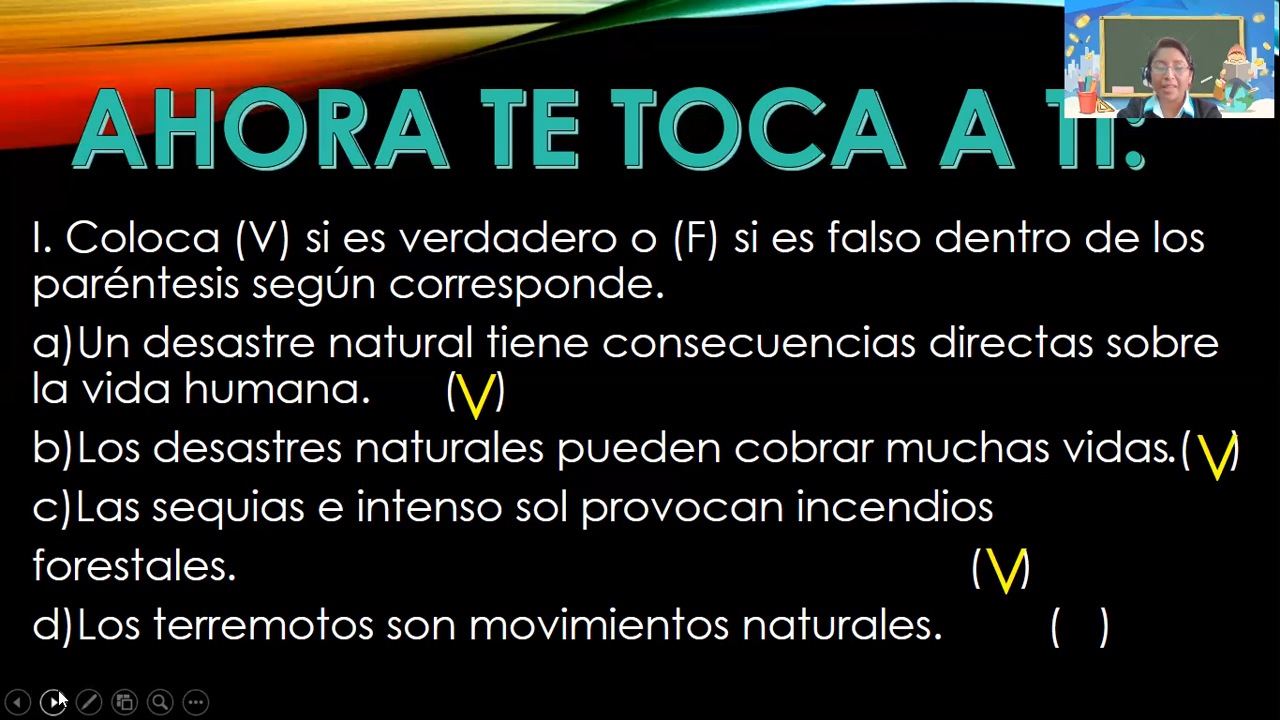 AHORA TE TOCA A TI:
I. Coloca (V) si es verdadero o (F) si es falso dentro de los
paréntesis según corresponde.
a)Un desastre natural tiene consecuencias directas sobre
la vida humana. (V)
b)Los desastres naturales pueden cobrar muchas vidas.( V)
c)Las sequias e intenso sol provocan incendios
forestales. (V)
d)Los terremotos son movimientos naturales. ( )